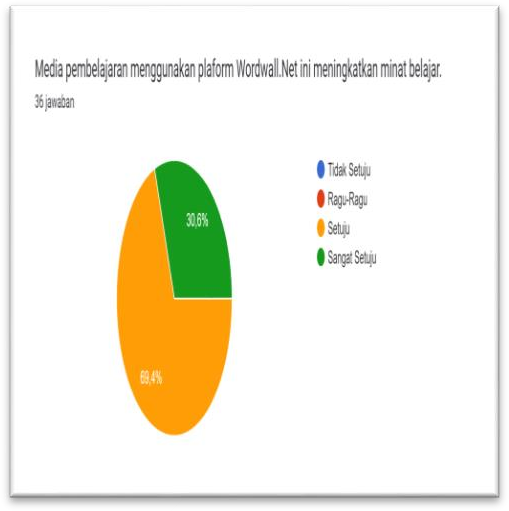 Media pembelajaran menggunakan plaform Wordwall.Net ini meningkatkan minat belajar.
36 jawaban
Tidak Setuju
Ragu-Ragu
Setuju
Sangat Setuju
30,6%
69,4%